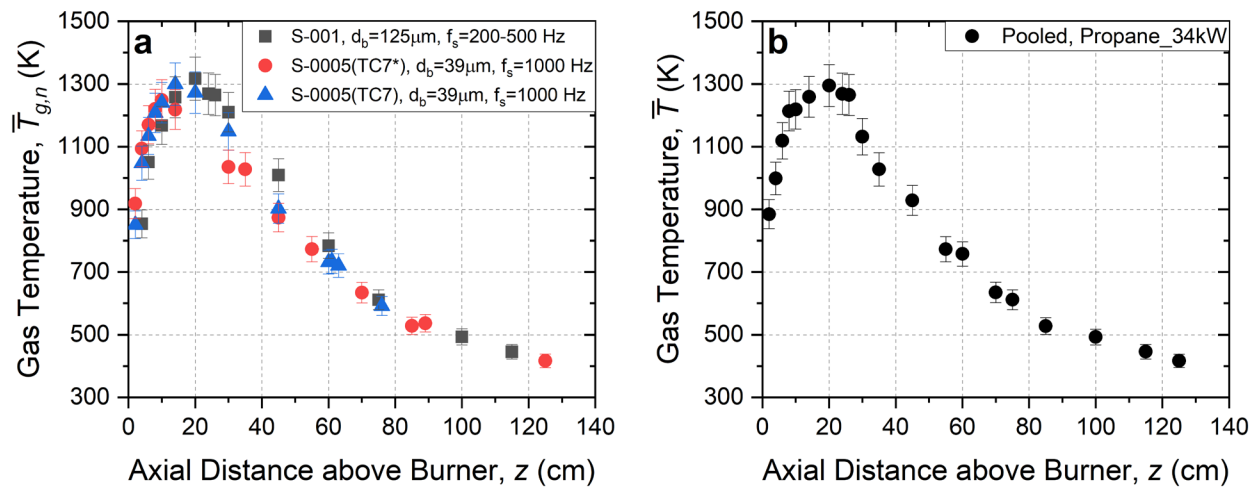 a
S-001, d_b=125μm, f_s=200-500 Hz
S-0005(TC7*), d_b=39μm, f_s=1000 Hz
S-0005(TC7), d_b=39μm, f_s=1000 Hz
Gas Temperature, T̅_g,n (K)
1500
1300
1100
900
700
500
300
0 20 40 60 80 100 120 140
Axial Distance above Burner, z (cm)
b
Pooled, Propane_34kW
Gas Temperature, T̅ (K)
1500
1300
1100
900
700
500
300
0 20 40 60 80 100 120 140
Axial Distance above Burner, z (cm)